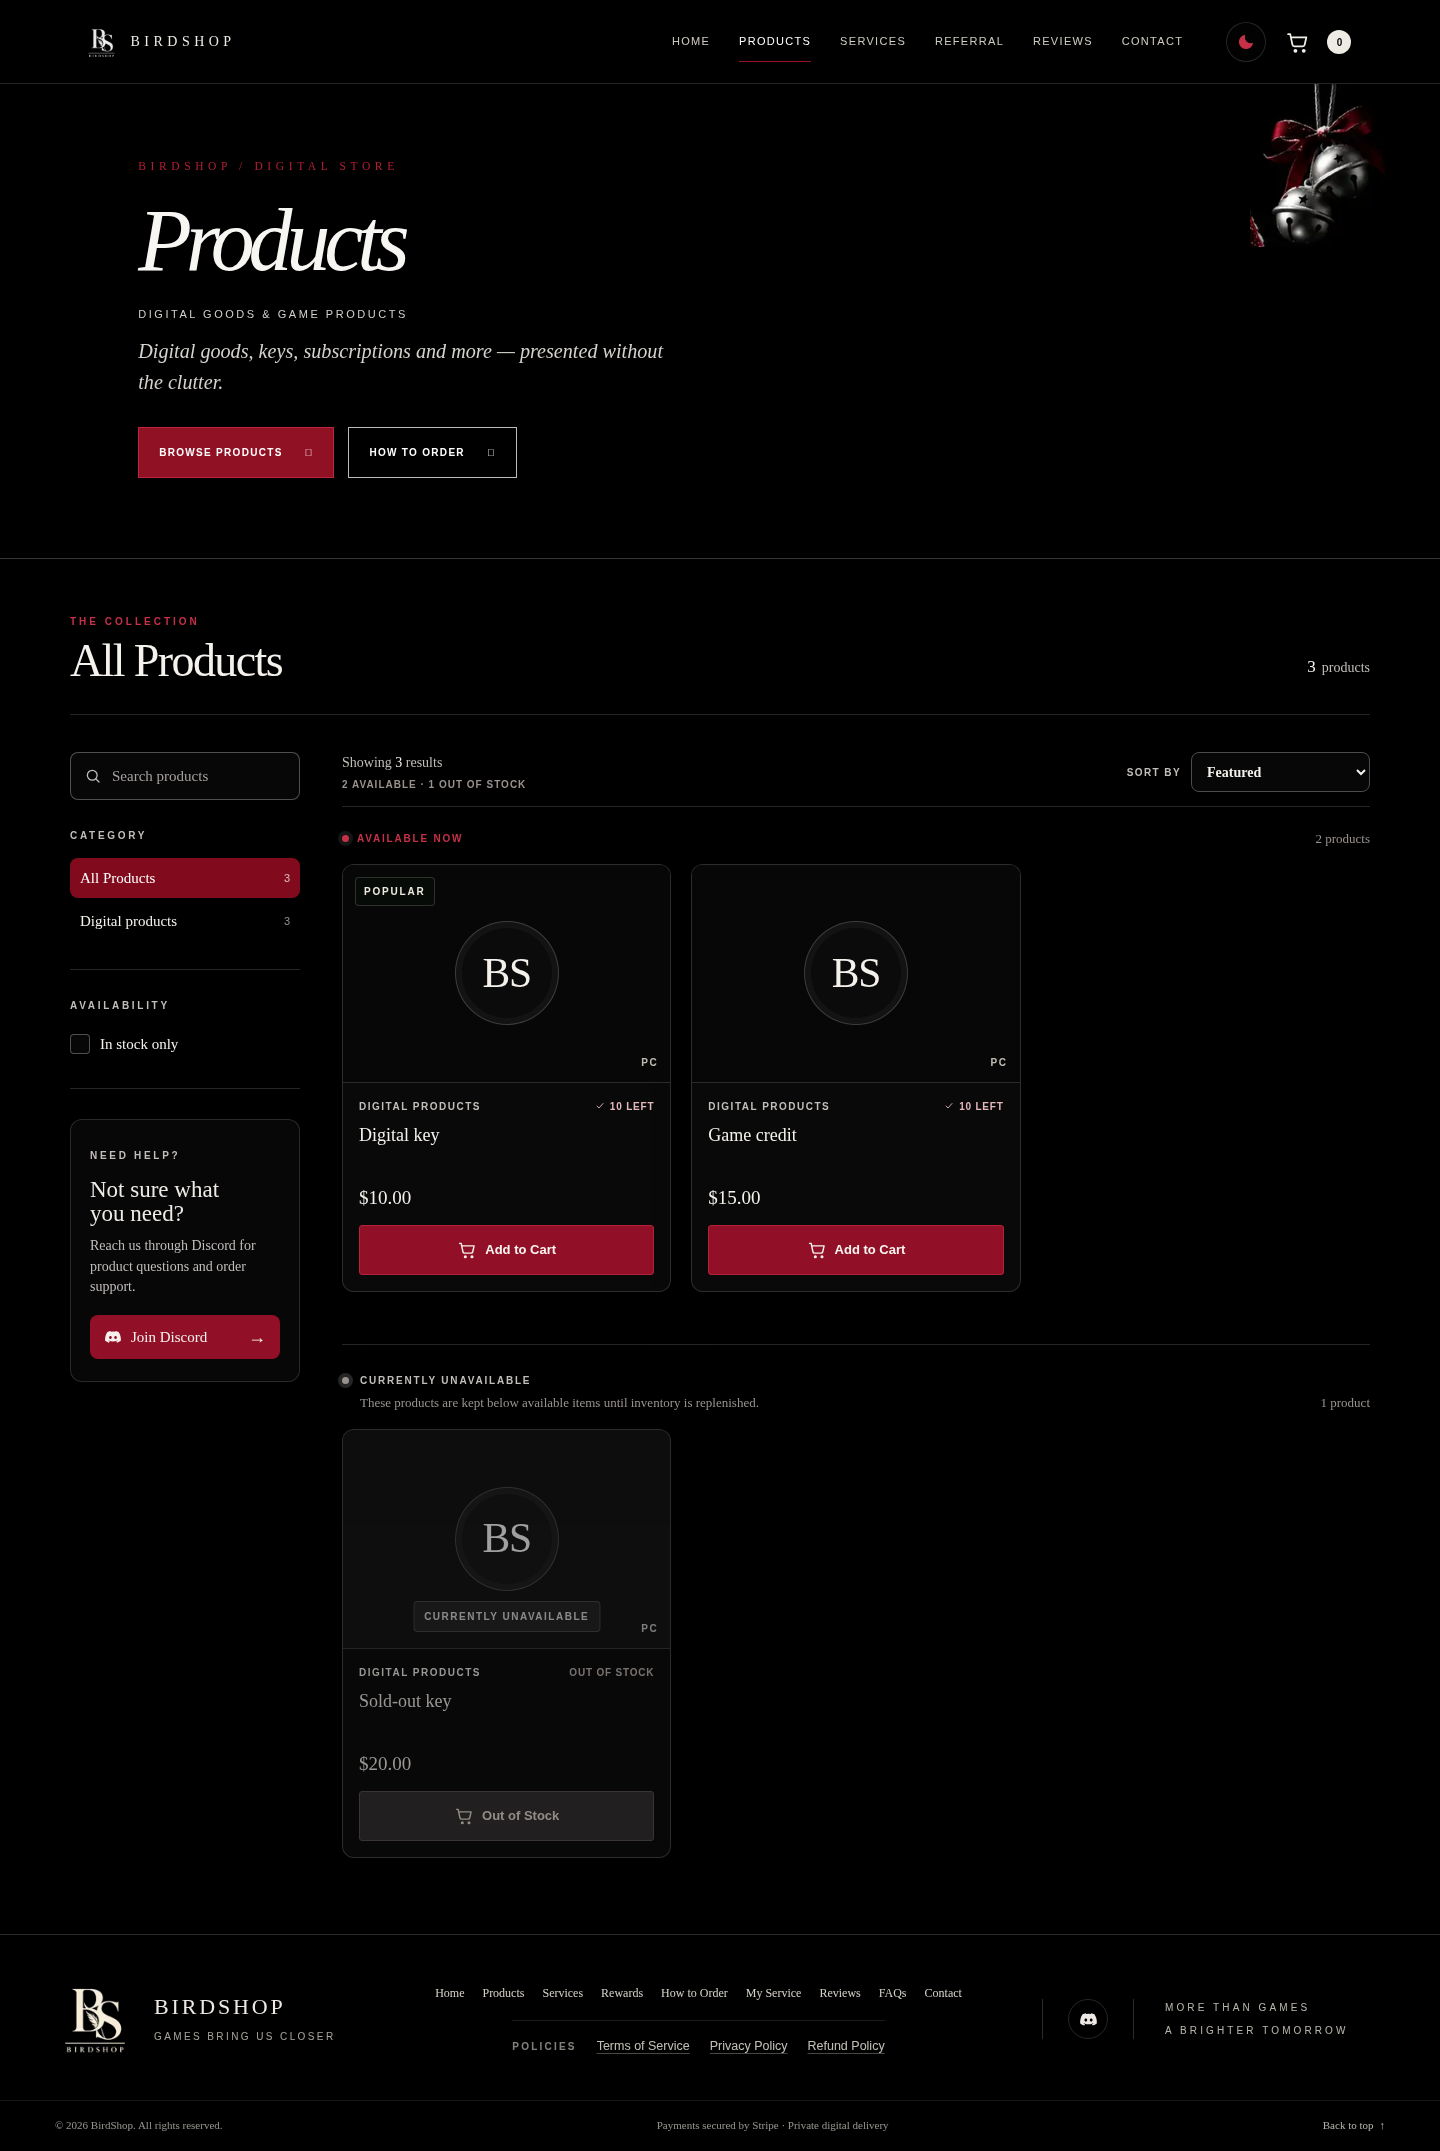 BS
BIRDSHOP
BIRDSHOP
HOME PRODUCTS SERVICES REFERRAL REVIEWS CONTACT
0
BIRDSHOP / DIGITAL STORE
Products
DIGITAL GOODS & GAME PRODUCTS
Digital goods, keys, subscriptions and more — presented without
the clutter.
BROWSE PRODUCTS
HOW TO ORDER
THE COLLECTION
All Products
3 products
Search products
CATEGORY
All Products 3
Digital products 3
AVAILABILITY
In stock only
NEED HELP?
Not sure what
you need?
Reach us through Discord for
product questions and order
support.
Join Discord →
Showing 3 results
2 AVAILABLE · 1 OUT OF STOCK
SORT BY Featured
AVAILABLE NOW
2 products
POPULAR
BS
PC
DIGITAL PRODUCTS ✓ 10 LEFT
Digital key
$10.00
Add to Cart
BS
PC
DIGITAL PRODUCTS ✓ 10 LEFT
Game credit
$15.00
Add to Cart
CURRENTLY UNAVAILABLE
These products are kept below available items until inventory is replenished.
1 product
BS
CURRENTLY UNAVAILABLE
PC
DIGITAL PRODUCTS OUT OF STOCK
Sold-out key
$20.00
Out of Stock
BS
BIRDSHOP
BIRDSHOP
GAMES BRING US CLOSER
Home Products Services Rewards How to Order My Service Reviews FAQs Contact
POLICIES Terms of Service Privacy Policy Refund Policy
MORE THAN GAMES
A BRIGHTER TOMORROW
© 2026 BirdShop. All rights reserved.
Payments secured by Stripe · Private digital delivery
Back to top ↑